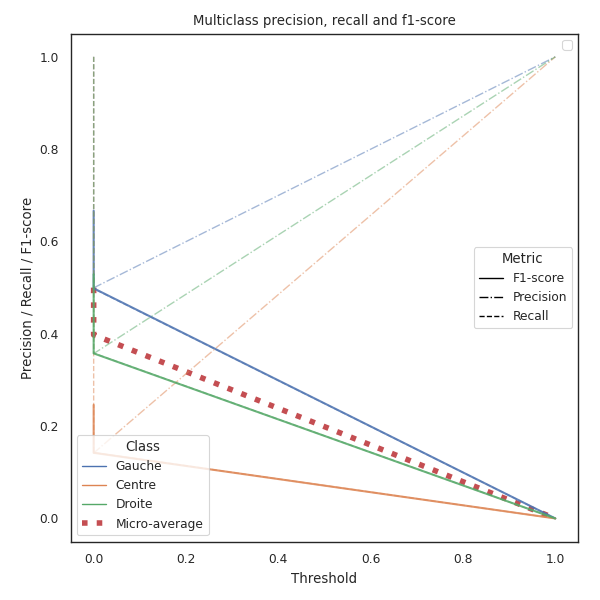 Multiclass precision, recall and f1-score
Precision / Recall / F1-score
1.0
0.8
0.6
0.4
0.2
0.0
Metric
F1-score
Precision
Recall
Class
Gauche
Centre
Droite
Micro-average
0.0 0.2 0.4 0.6 0.8 1.0
Threshold